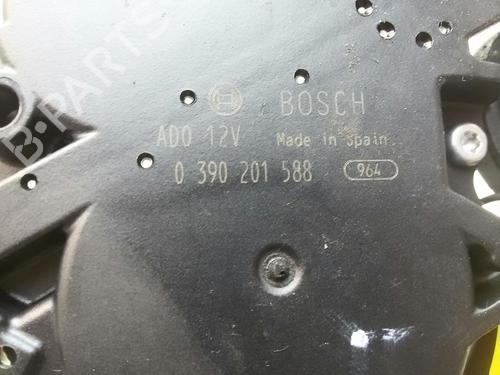 BOSCH
ADO 12V Made in Spain.
0 390 201 588 964
B-PARTS